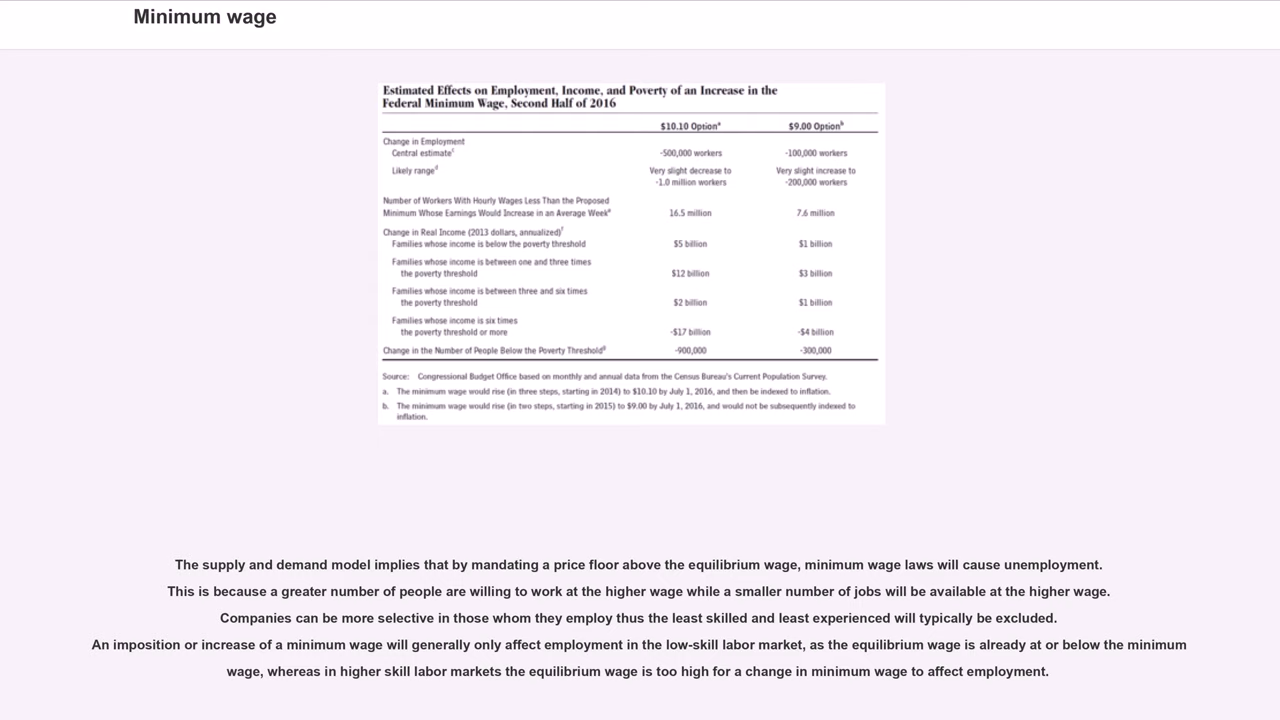 Minimum wage
Estimated Effects on Employment, Income, and Poverty of an Increase in the
Federal Minimum Wage, Second Half of 2016
$10.10 Optionᵃ $9.00 Optionᵇ
Change in Employment
Central estimateᶜ -500,000 workers -100,000 workers
Likely rangeᵈ Very slight decrease to Very slight increase to
-1.0 million workers -200,000 workers
Number of Workers With Hourly Wages Less Than the Proposed
Minimum Whose Earnings Would Increase in an Average Weekᵉ 16.5 million 7.6 million
Change in Real Income (2013 dollars, annualized)ᶠ
Families whose income is below the poverty threshold $5 billion $1 billion
Families whose income is between one and three times
the poverty threshold $12 billion $3 billion
Families whose income is between three and six times
the poverty threshold $2 billion $1 billion
Families whose income is six times
the poverty threshold or more -$17 billion -$4 billion
Change in the Number of People Below the Poverty Thresholdᵍ -900,000 -300,000
Source: Congressional Budget Office based on monthly and annual data from the Census Bureau's Current Population Survey.
a. The minimum wage would rise (in three steps, starting in 2014) to $10.10 by July 1, 2016, and then be indexed to inflation.
b. The minimum wage would rise (in two steps, starting in 2015) to $9.00 by July 1, 2016, and would not be subsequently indexed to
inflation.
The supply and demand model implies that by mandating a price floor above the equilibrium wage, minimum wage laws will cause unemployment.
This is because a greater number of people are willing to work at the higher wage while a smaller number of jobs will be available at the higher wage.
Companies can be more selective in those whom they employ thus the least skilled and least experienced will typically be excluded.
An imposition or increase of a minimum wage will generally only affect employment in the low-skill labor market, as the equilibrium wage is already at or below the minimum
wage, whereas in higher skill labor markets the equilibrium wage is too high for a change in minimum wage to affect employment.